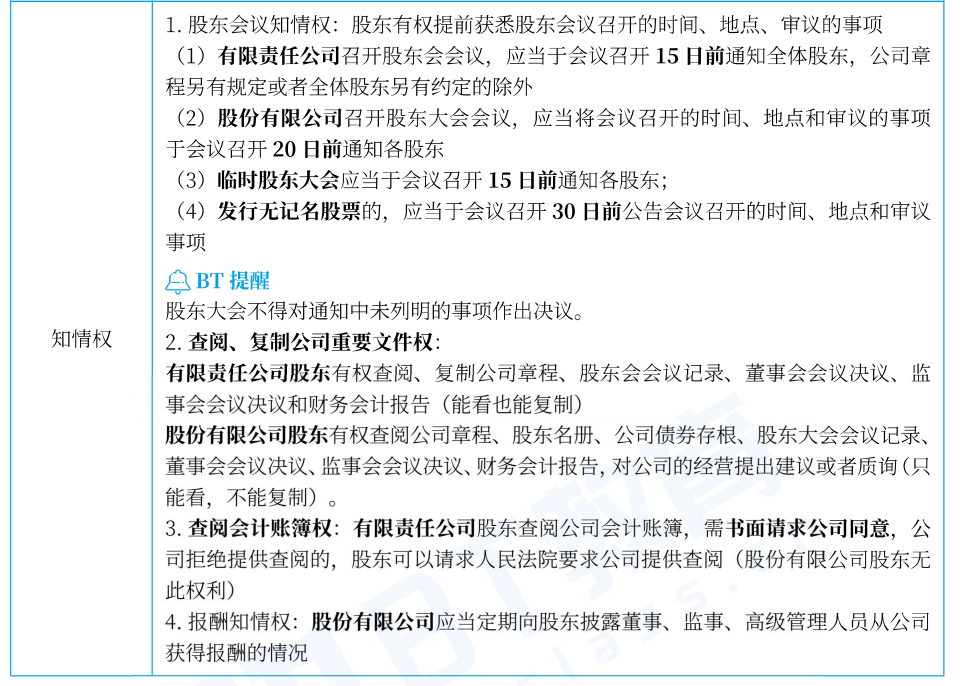 1. 股东会议知情权：股东有权提前获悉股东会议召开的时间、地点、审议的事项
（1）有限责任公司召开股东会会议，应当于会议召开 15 日前通知全体股东，公司章
程另有规定或者全体股东另有约定的除外
（2）股份有限公司召开股东大会会议，应当将会议召开的时间、地点和审议的事项
于会议召开 20 日前通知各股东
（3）临时股东大会应当于会议召开 15 日前通知各股东；
（4）发行无记名股票的，应当于会议召开 30 日前公告会议召开的时间、地点和审议
事项
BT 提醒
股东大会不得对通知中未列明的事项作出决议。
知情权
2. 查阅、复制公司重要文件权：
有限责任公司股东有权查阅、复制公司章程、股东会会议记录、董事会会议决议、监
事会会议决议和财务会计报告（能看也能复制）
股份有限公司股东有权查阅公司章程、股东名册、公司债券存根、股东大会会议记录、
董事会会议决议、监事会会议决议、财务会计报告，对公司的经营提出建议或者质询（只
能看，不能复制）。
3. 查阅会计账簿权：有限责任公司股东查阅公司会计账簿，需书面请求公司同意，公
司拒绝提供查阅的，股东可以请求人民法院要求公司提供查阅（股份有限公司股东无
此权利）
4. 报酬知情权：股份有限公司应当定期向股东披露董事、监事、高级管理人员从公司
获得报酬的情况